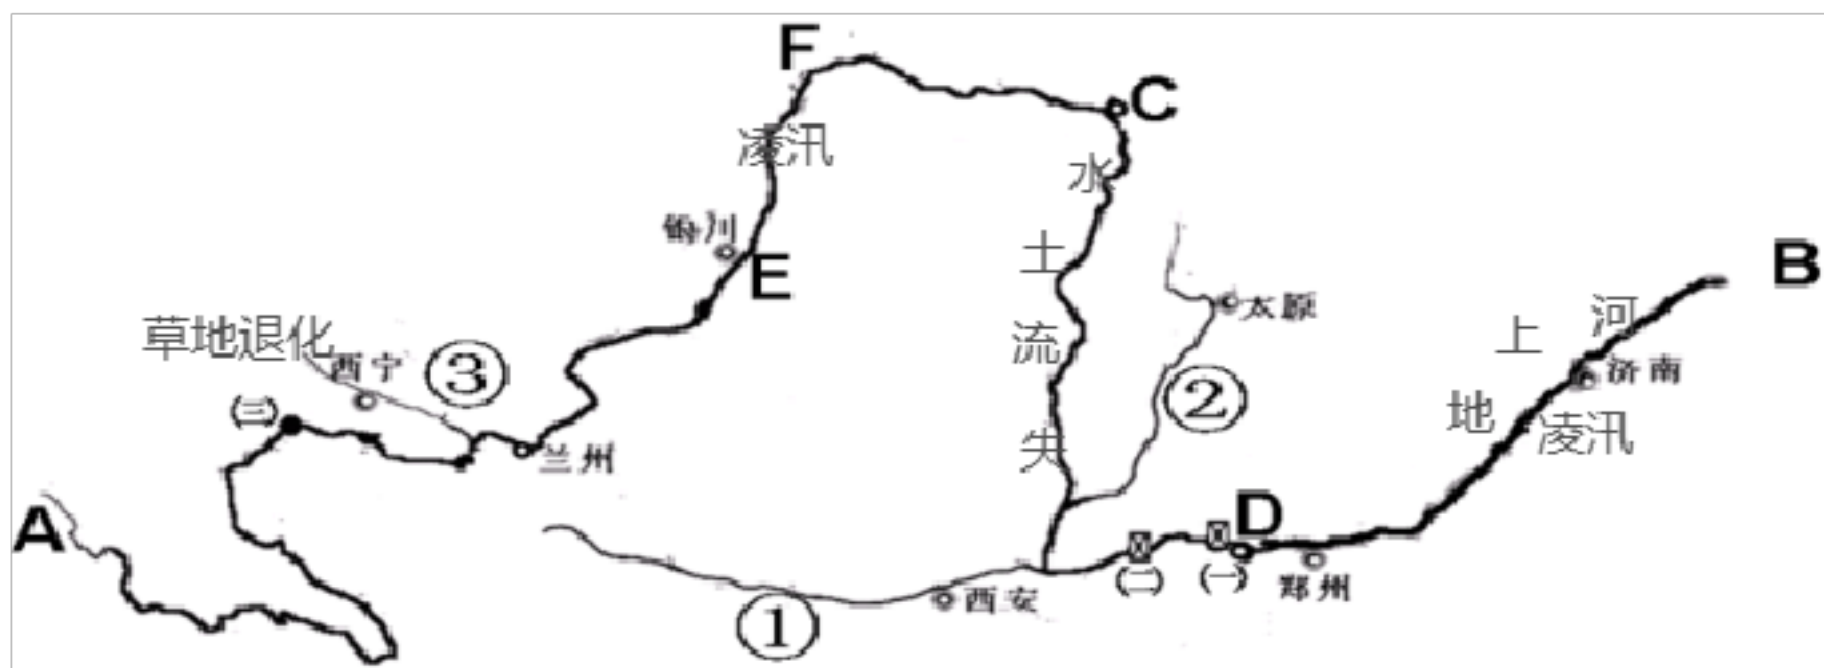 F
C
凌汛
水
银川
E
土
B
太原
河
上
流
草地退化
西宁
③
济南
②
(三)
地
凌汛
失
兰州
A
D
(二)
(一)
郑州
西安
①